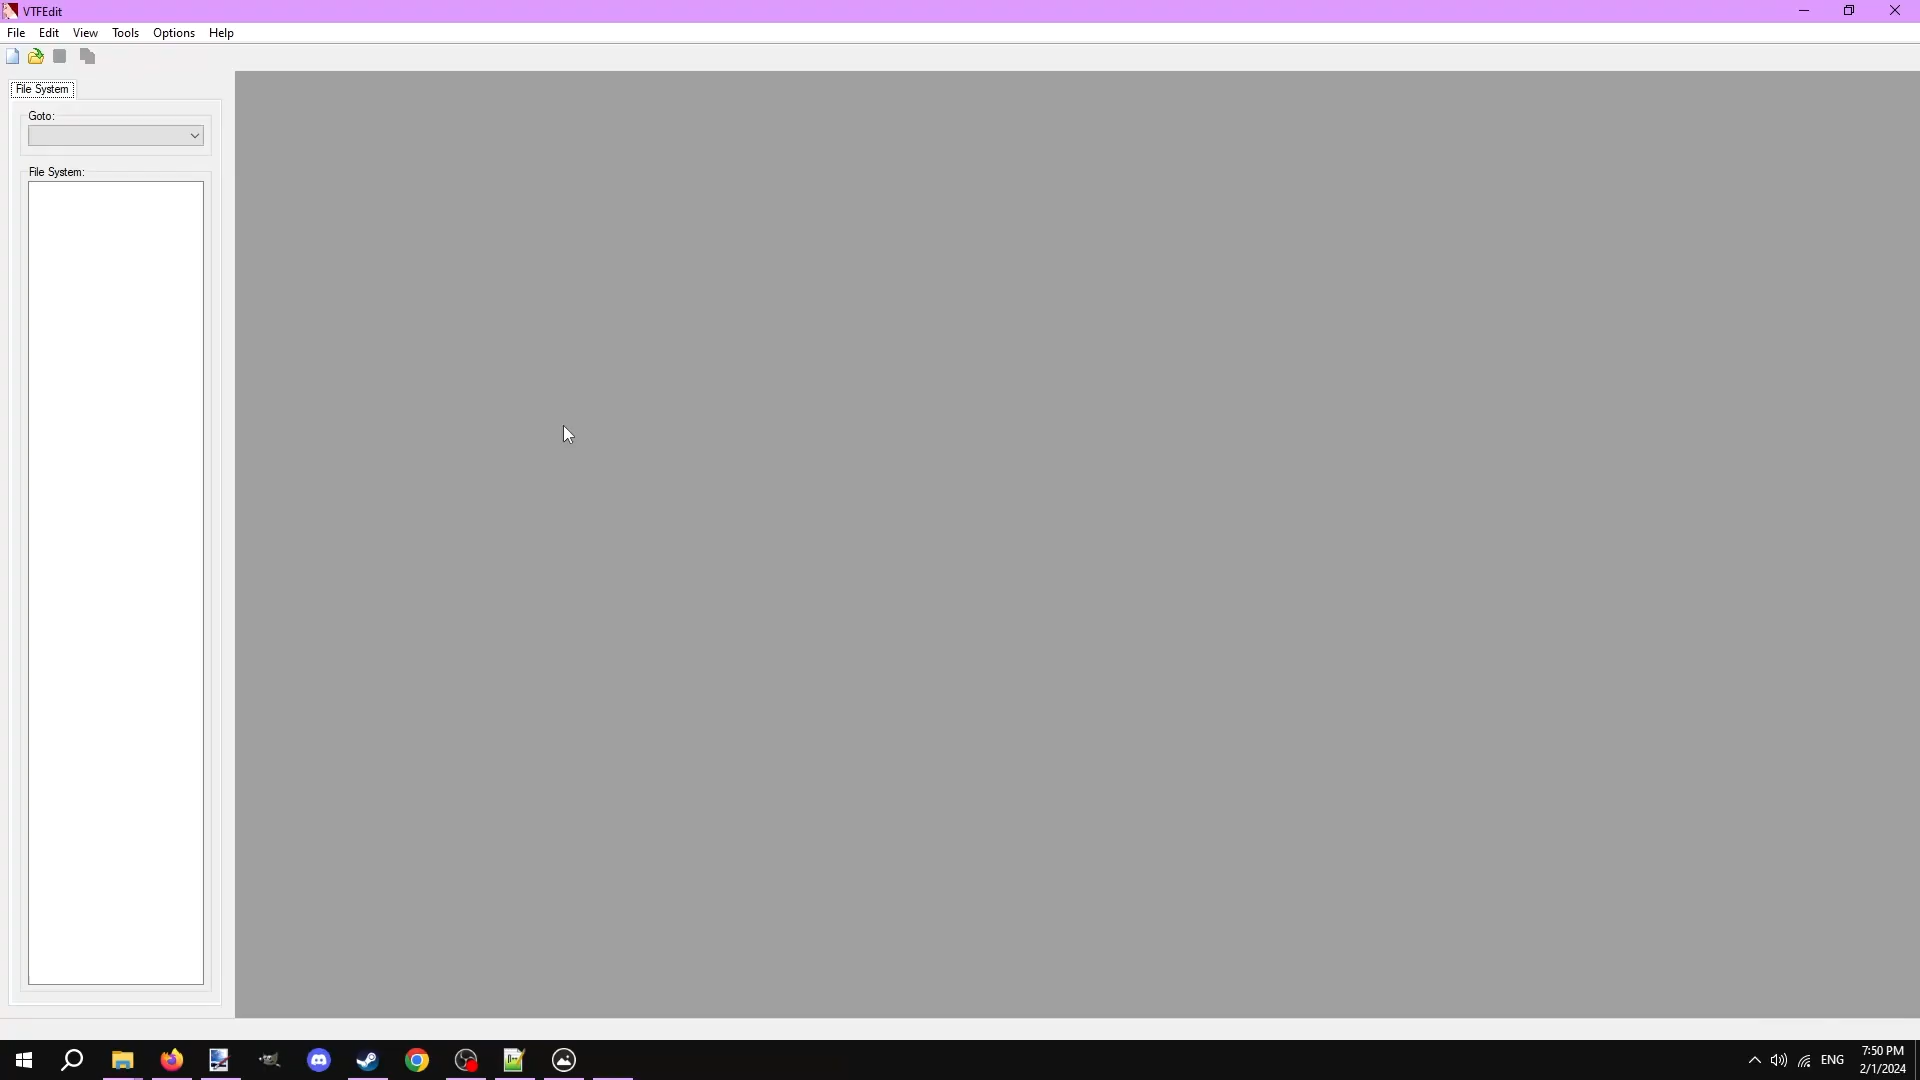 VTFEdit
File Edit View Tools Options Help
File System
Goto:
File System:
ENG
7:50 PM
2/1/2024